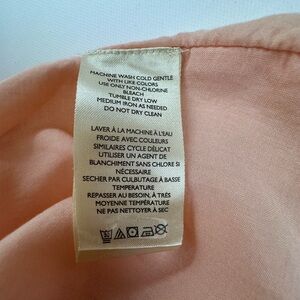 MACHINE WASH COLD GENTLE
WITH LIKE COLORS
USE ONLY NON-CHLORINE
BLEACH
TUMBLE DRY LOW
MEDIUM IRON AS NEEDED
DO NOT DRY CLEAN
LAVER À LA MACHINE À L'EAU
FROIDE AVEC COULEURS
SIMILAIRES CYCLE DÉLICAT
UTILISER UN AGENT DE
BLANCHIMENT SANS CHLORE SI
NÉCESSAIRE
SECHER PAR CULBUTAGE À BASSE
TEMPERATURE
REPASSER AU BESOIN, À TRÈS
MOYENNE TEMPÉRATURE
NE PAS NETTOYER À SEC